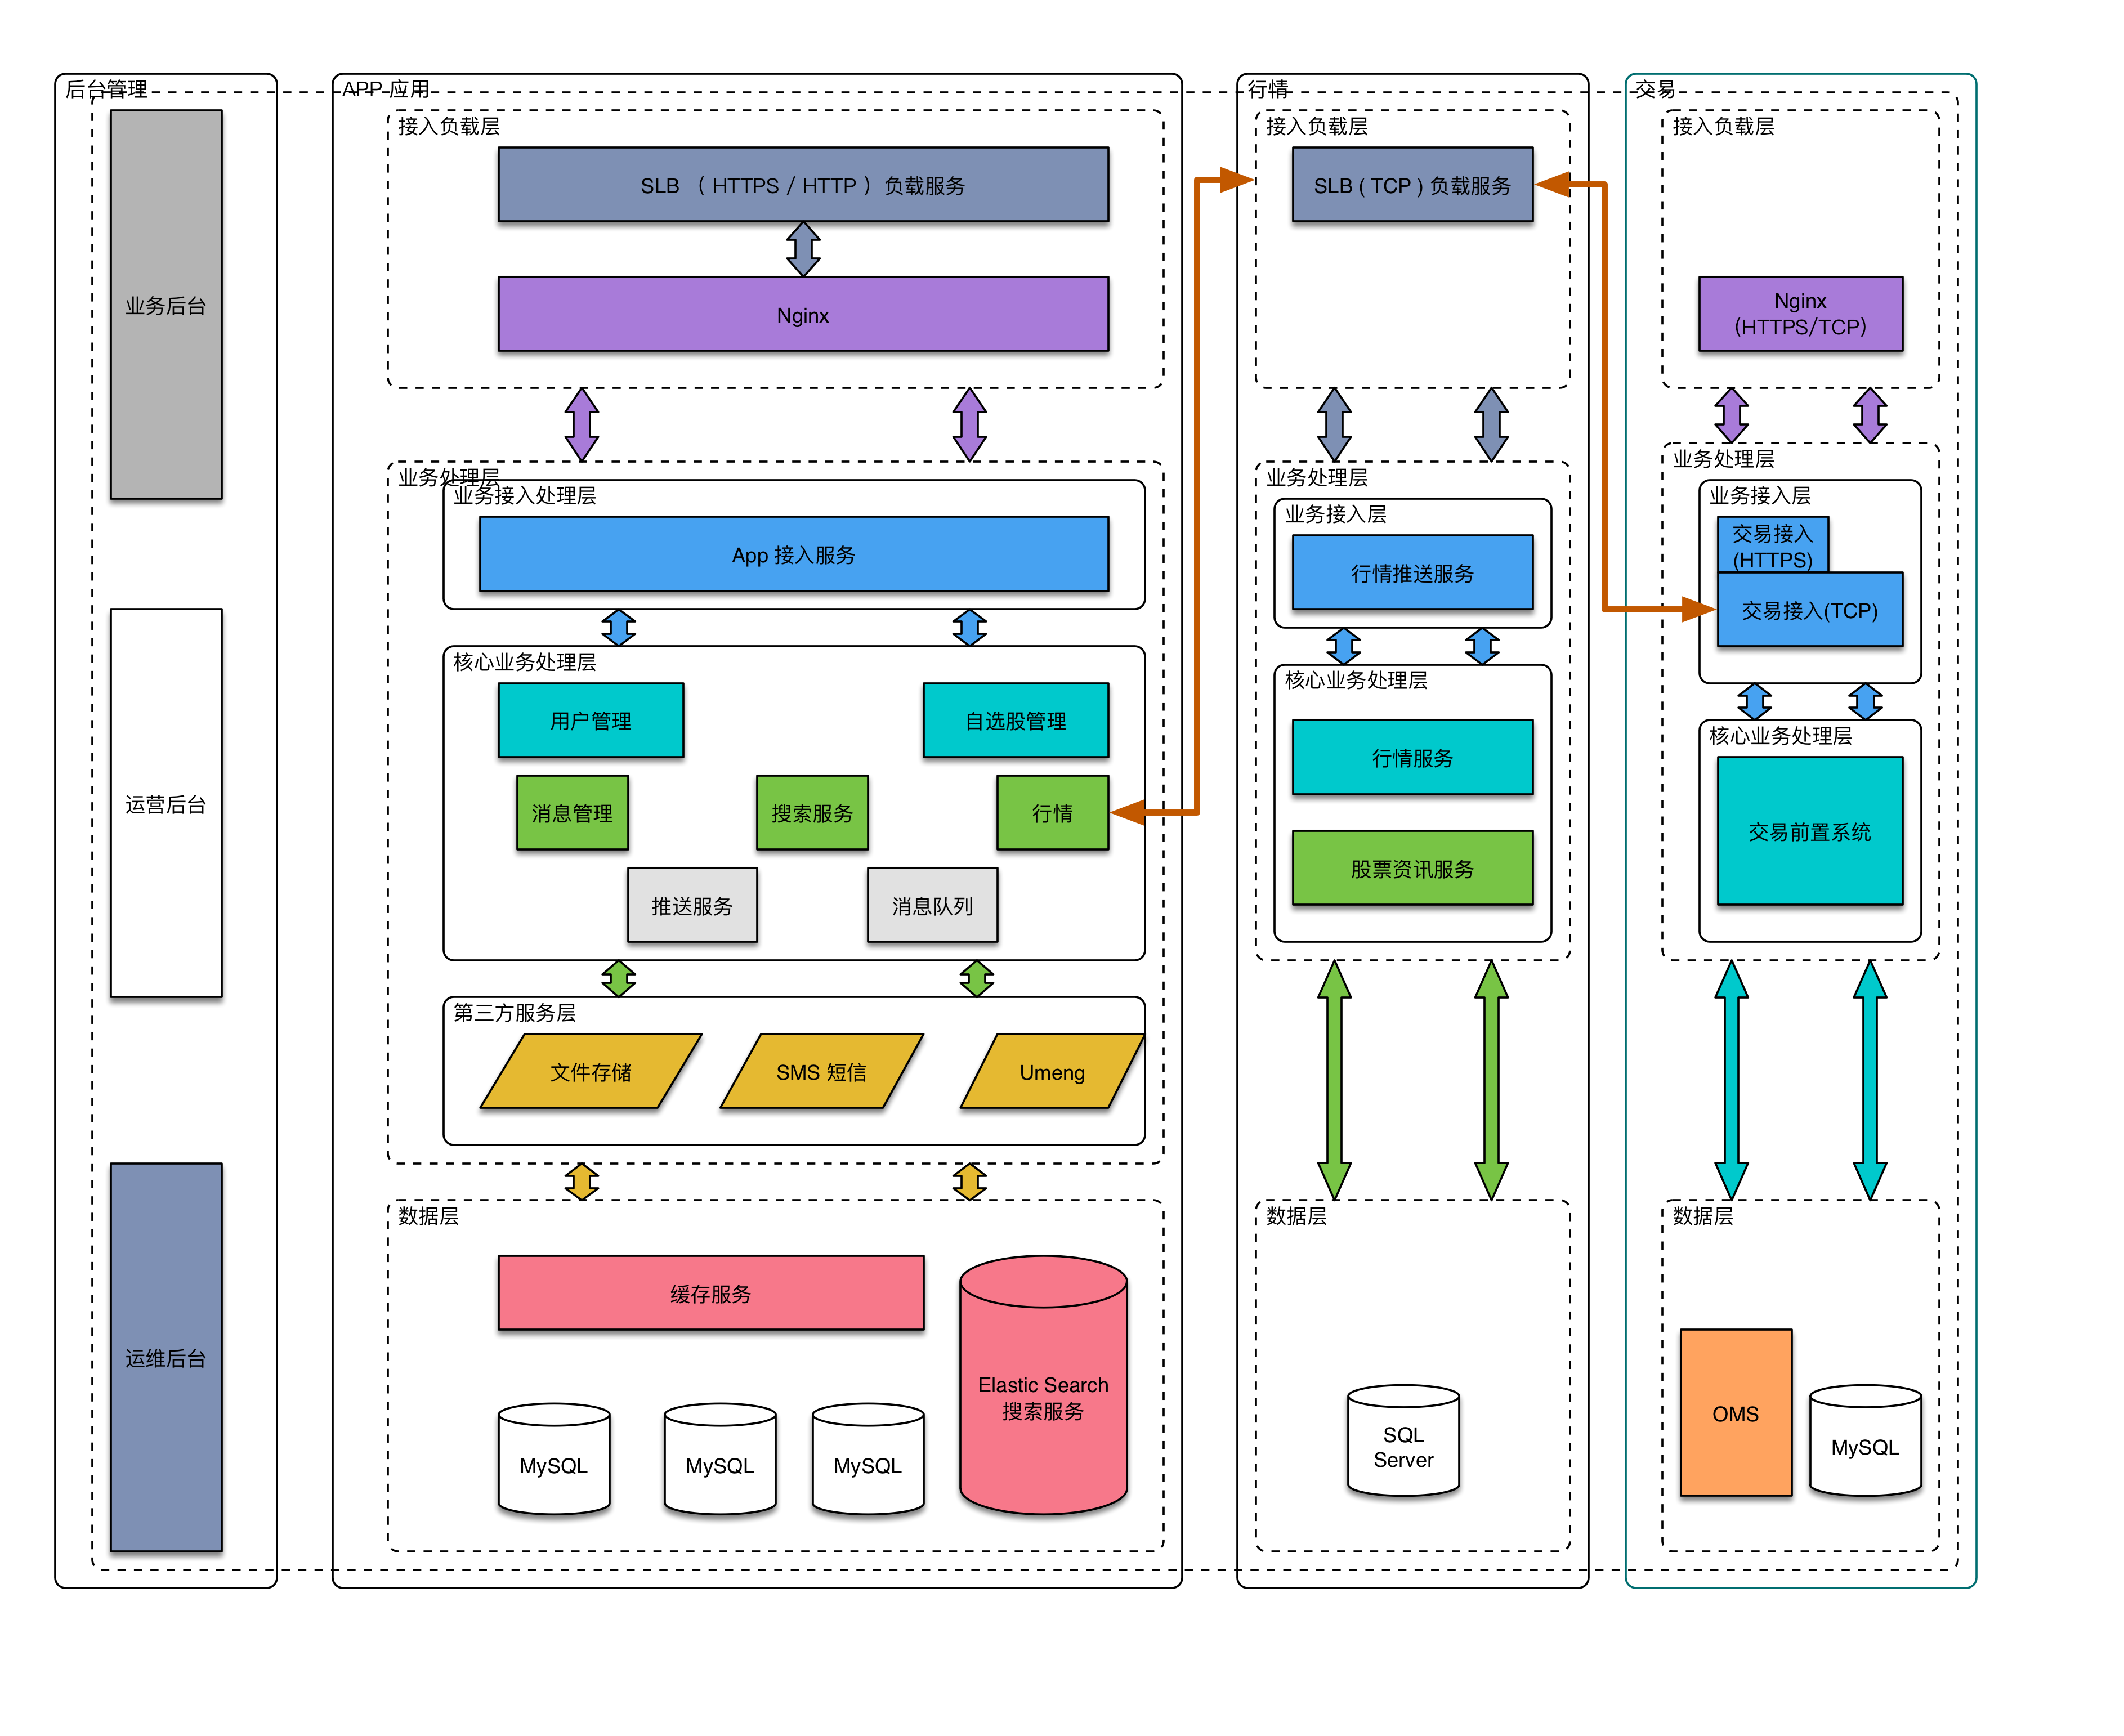 后台管理
业务后台
运营后台
运维后台
APP 应用
接入负载层
SLB （ HTTPS / HTTP ） 负载服务
Nginx
业务处理层
业务接入处理层
App 接入服务
核心业务处理层
用户管理
自选股管理
消息管理
搜索服务
行情
推送服务
消息队列
第三方服务层
文件存储
SMS 短信
Umeng
数据层
缓存服务
Elastic Search
搜索服务
MySQL
MySQL
MySQL
行情
接入负载层
SLB ( TCP ) 负载服务
业务处理层
业务接入层
行情推送服务
核心业务处理层
行情服务
股票资讯服务
数据层
SQL
Server
交易
接入负载层
Nginx
(HTTPS/TCP)
业务处理层
业务接入层
交易接入
(HTTPS)
交易接入(TCP)
核心业务处理层
交易前置系统
数据层
OMS
MySQL